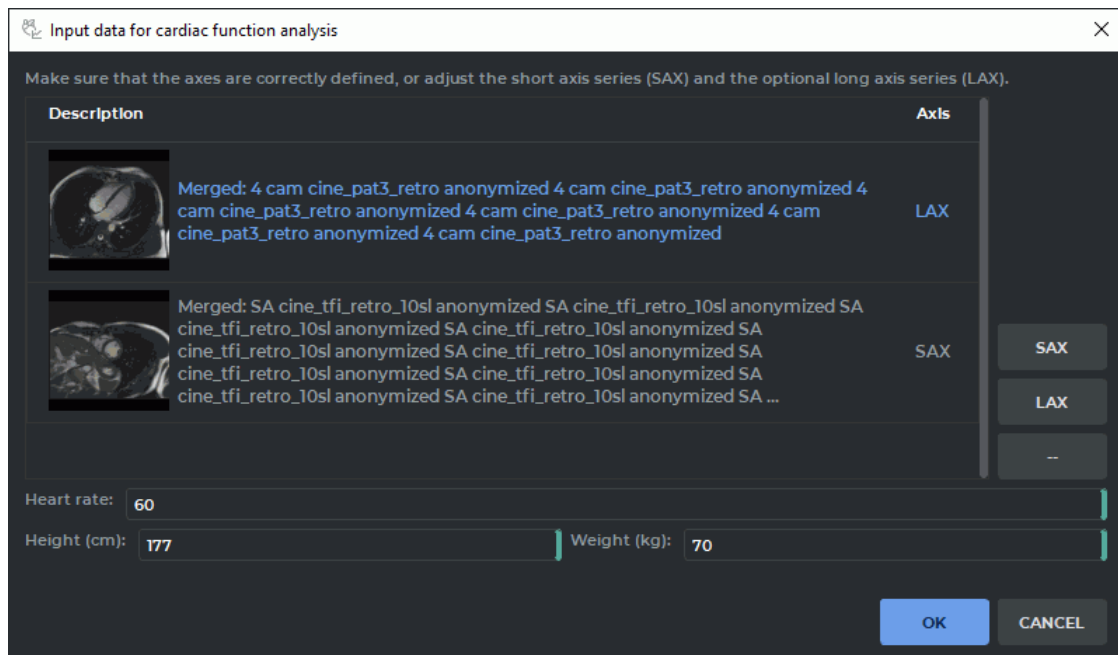 Input data for cardiac function analysis
Make sure that the axes are correctly defined, or adjust the short axis series (SAX) and the optional long axis series (LAX).
Description Axis
Merged: 4 cam cine_pat3_retro anonymized 4 cam cine_pat3_retro anonymized 4
cam cine_pat3_retro anonymized 4 cam cine_pat3_retro anonymized 4 cam
cine_pat3_retro anonymized 4 cam cine_pat3_retro anonymized
LAX
Merged: SA cine_tfi_retro_10sl anonymized SA cine_tfi_retro_10sl anonymized SA
cine_tfi_retro_10sl anonymized SA cine_tfi_retro_10sl anonymized SA
cine_tfi_retro_10sl anonymized SA cine_tfi_retro_10sl anonymized SA
cine_tfi_retro_10sl anonymized SA cine_tfi_retro_10sl anonymized SA
cine_tfi_retro_10sl anonymized SA cine_tfi_retro_10sl anonymized SA ...
SAX
SAX
LAX
--
Heart rate: 60
Height (cm): 177 Weight (kg): 70
OK CANCEL